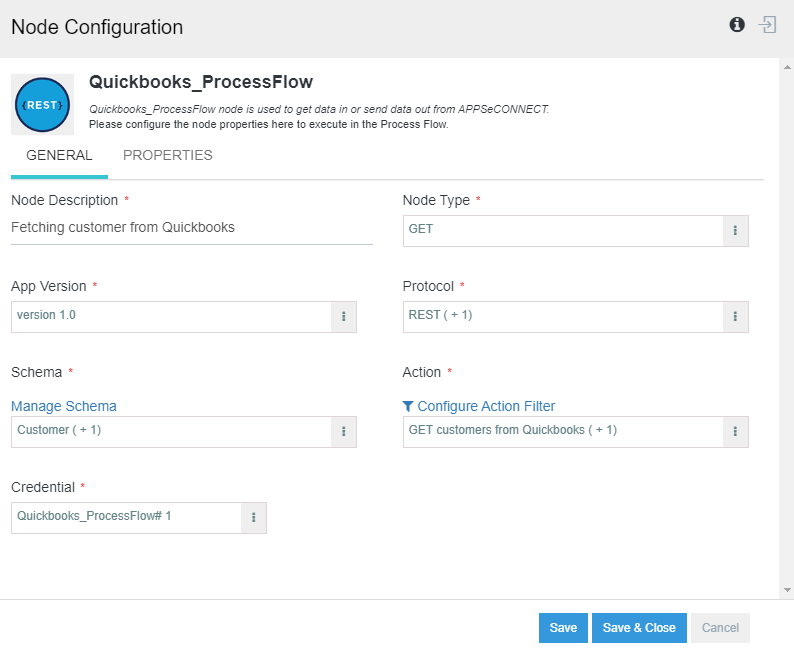 Node Configuration
{REST}
Quickbooks_ProcessFlow
Quickbooks_ProcessFlow node is used to get data in or send data out from APPSeCONNECT.
Please configure the node properties here to execute in the Process Flow.
GENERAL PROPERTIES
Node Description *
Node Type *
Fetching customer from Quickbooks
GET
App Version *
Protocol *
version 1.0
REST ( + 1)
Schema *
Action *
Manage Schema
Configure Action Filter
Customer ( + 1)
GET customers from Quickbooks ( + 1)
Credential *
Quickbooks_ProcessFlow# 1
Save Save & Close Cancel